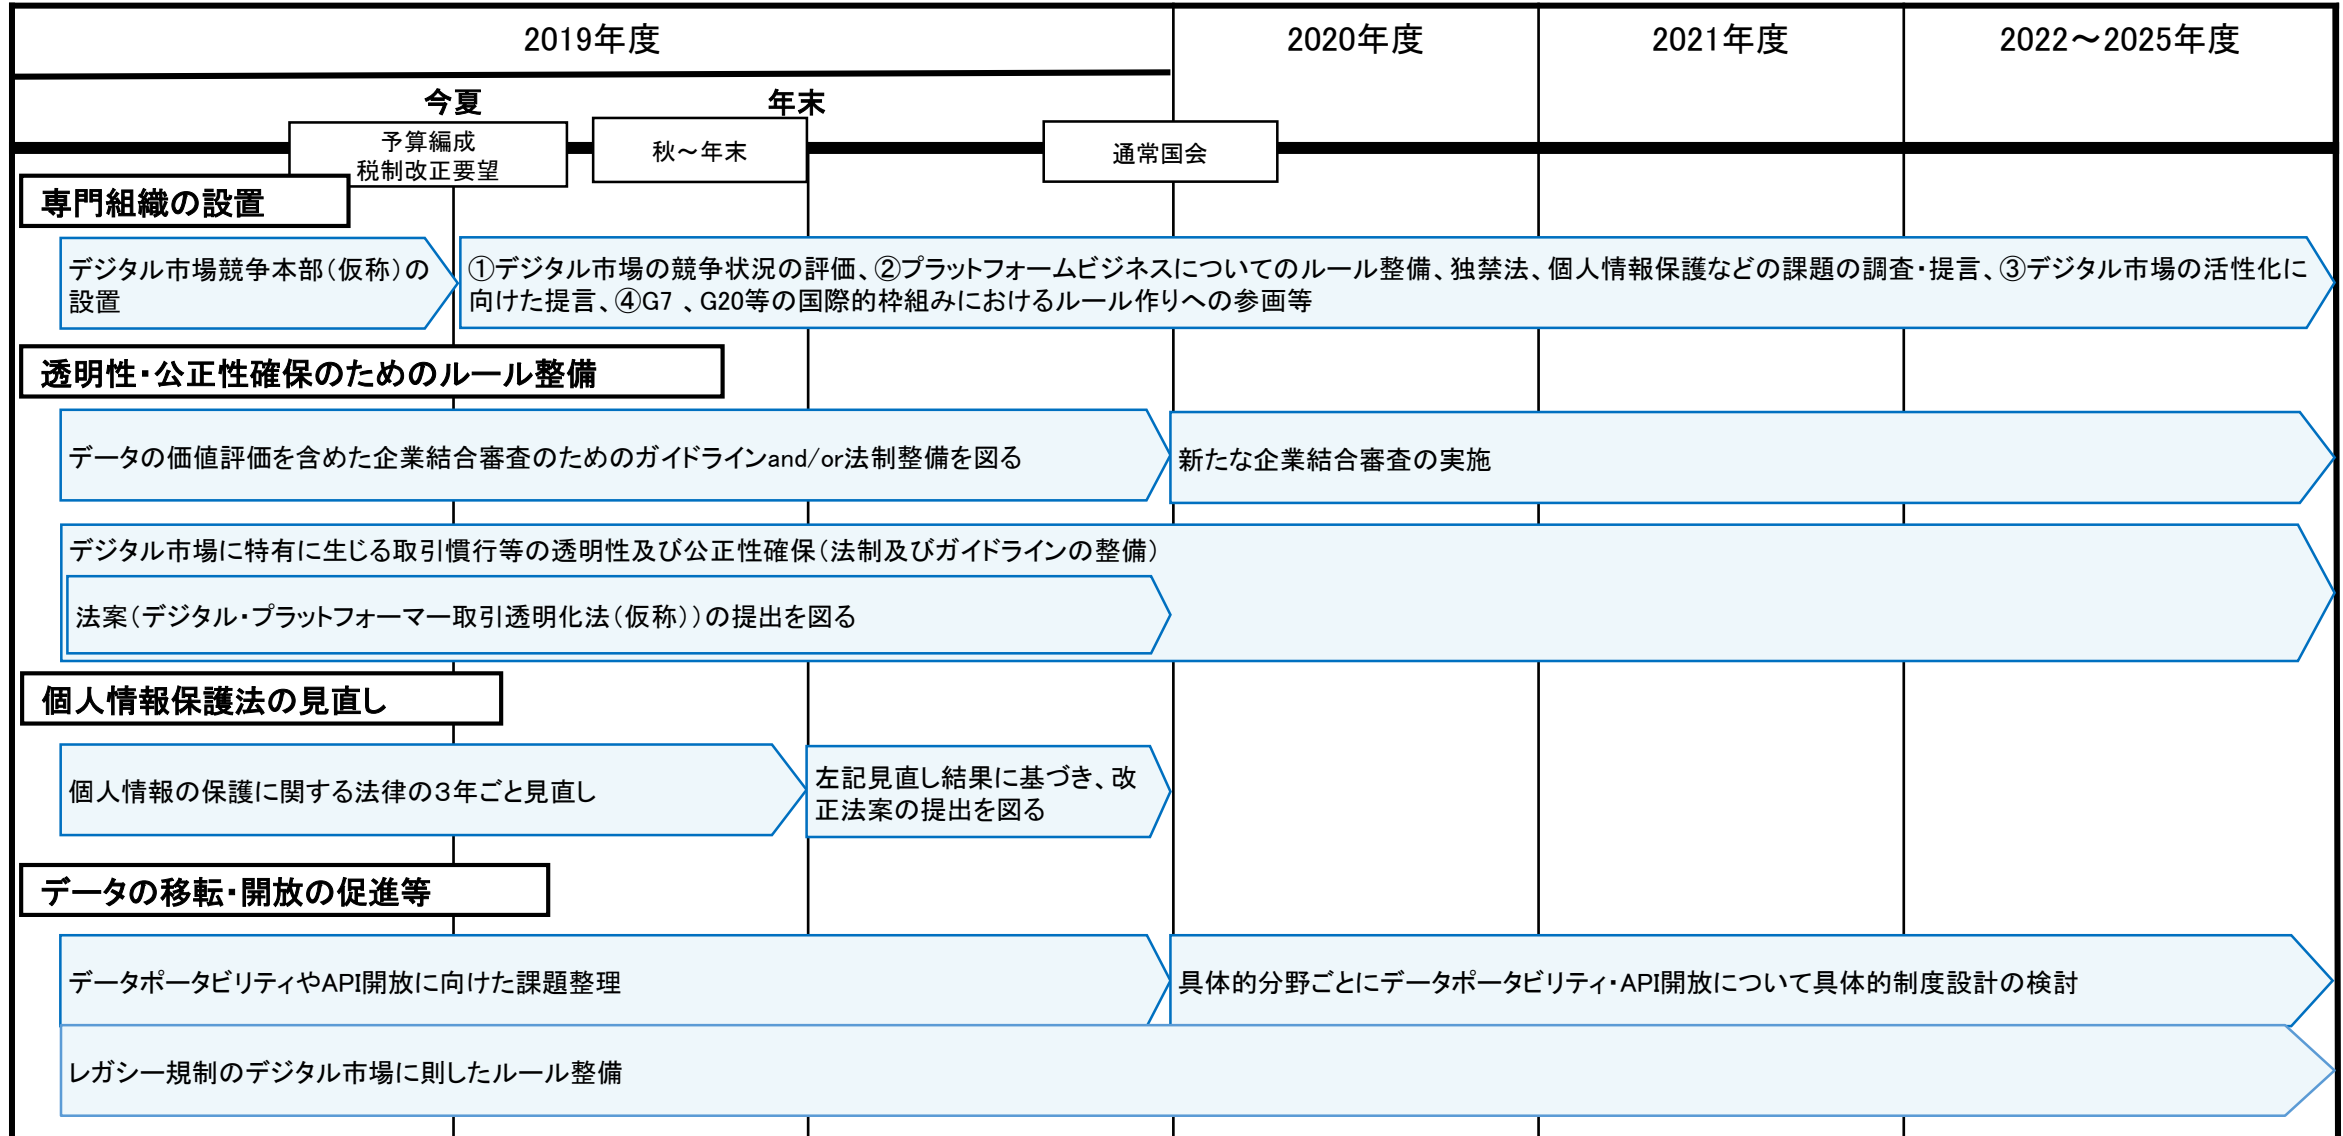 2019年度
2020年度
2021年度
2022～2025年度
今夏
年末
予算編成
税制改正要望
秋～年末
通常国会
専門組織の設置
デジタル市場競争本部（仮称）の
設置
①デジタル市場の競争状況の評価、②プラットフォームビジネスについてのルール整備、独禁法、個人情報保護などの課題の調査・提言、③デジタル市場の活性化に
向けた提言、④G7 、G20等の国際的枠組みにおけるルール作りへの参画等
透明性・公正性確保のためのルール整備
データの価値評価を含めた企業結合審査のためのガイドラインand/or法制整備を図る
新たな企業結合審査の実施
デジタル市場に特有に生じる取引慣行等の透明性及び公正性確保（法制及びガイドラインの整備）
法案（デジタル・プラットフォーマー取引透明化法（仮称））の提出を図る
個人情報保護法の見直し
個人情報の保護に関する法律の３年ごと見直し
左記見直し結果に基づき、改
正法案の提出を図る
データの移転・開放の促進等
データポータビリティやAPI開放に向けた課題整理
具体的分野ごとにデータポータビリティ・API開放について具体的制度設計の検討
レガシー規制のデジタル市場に則したルール整備